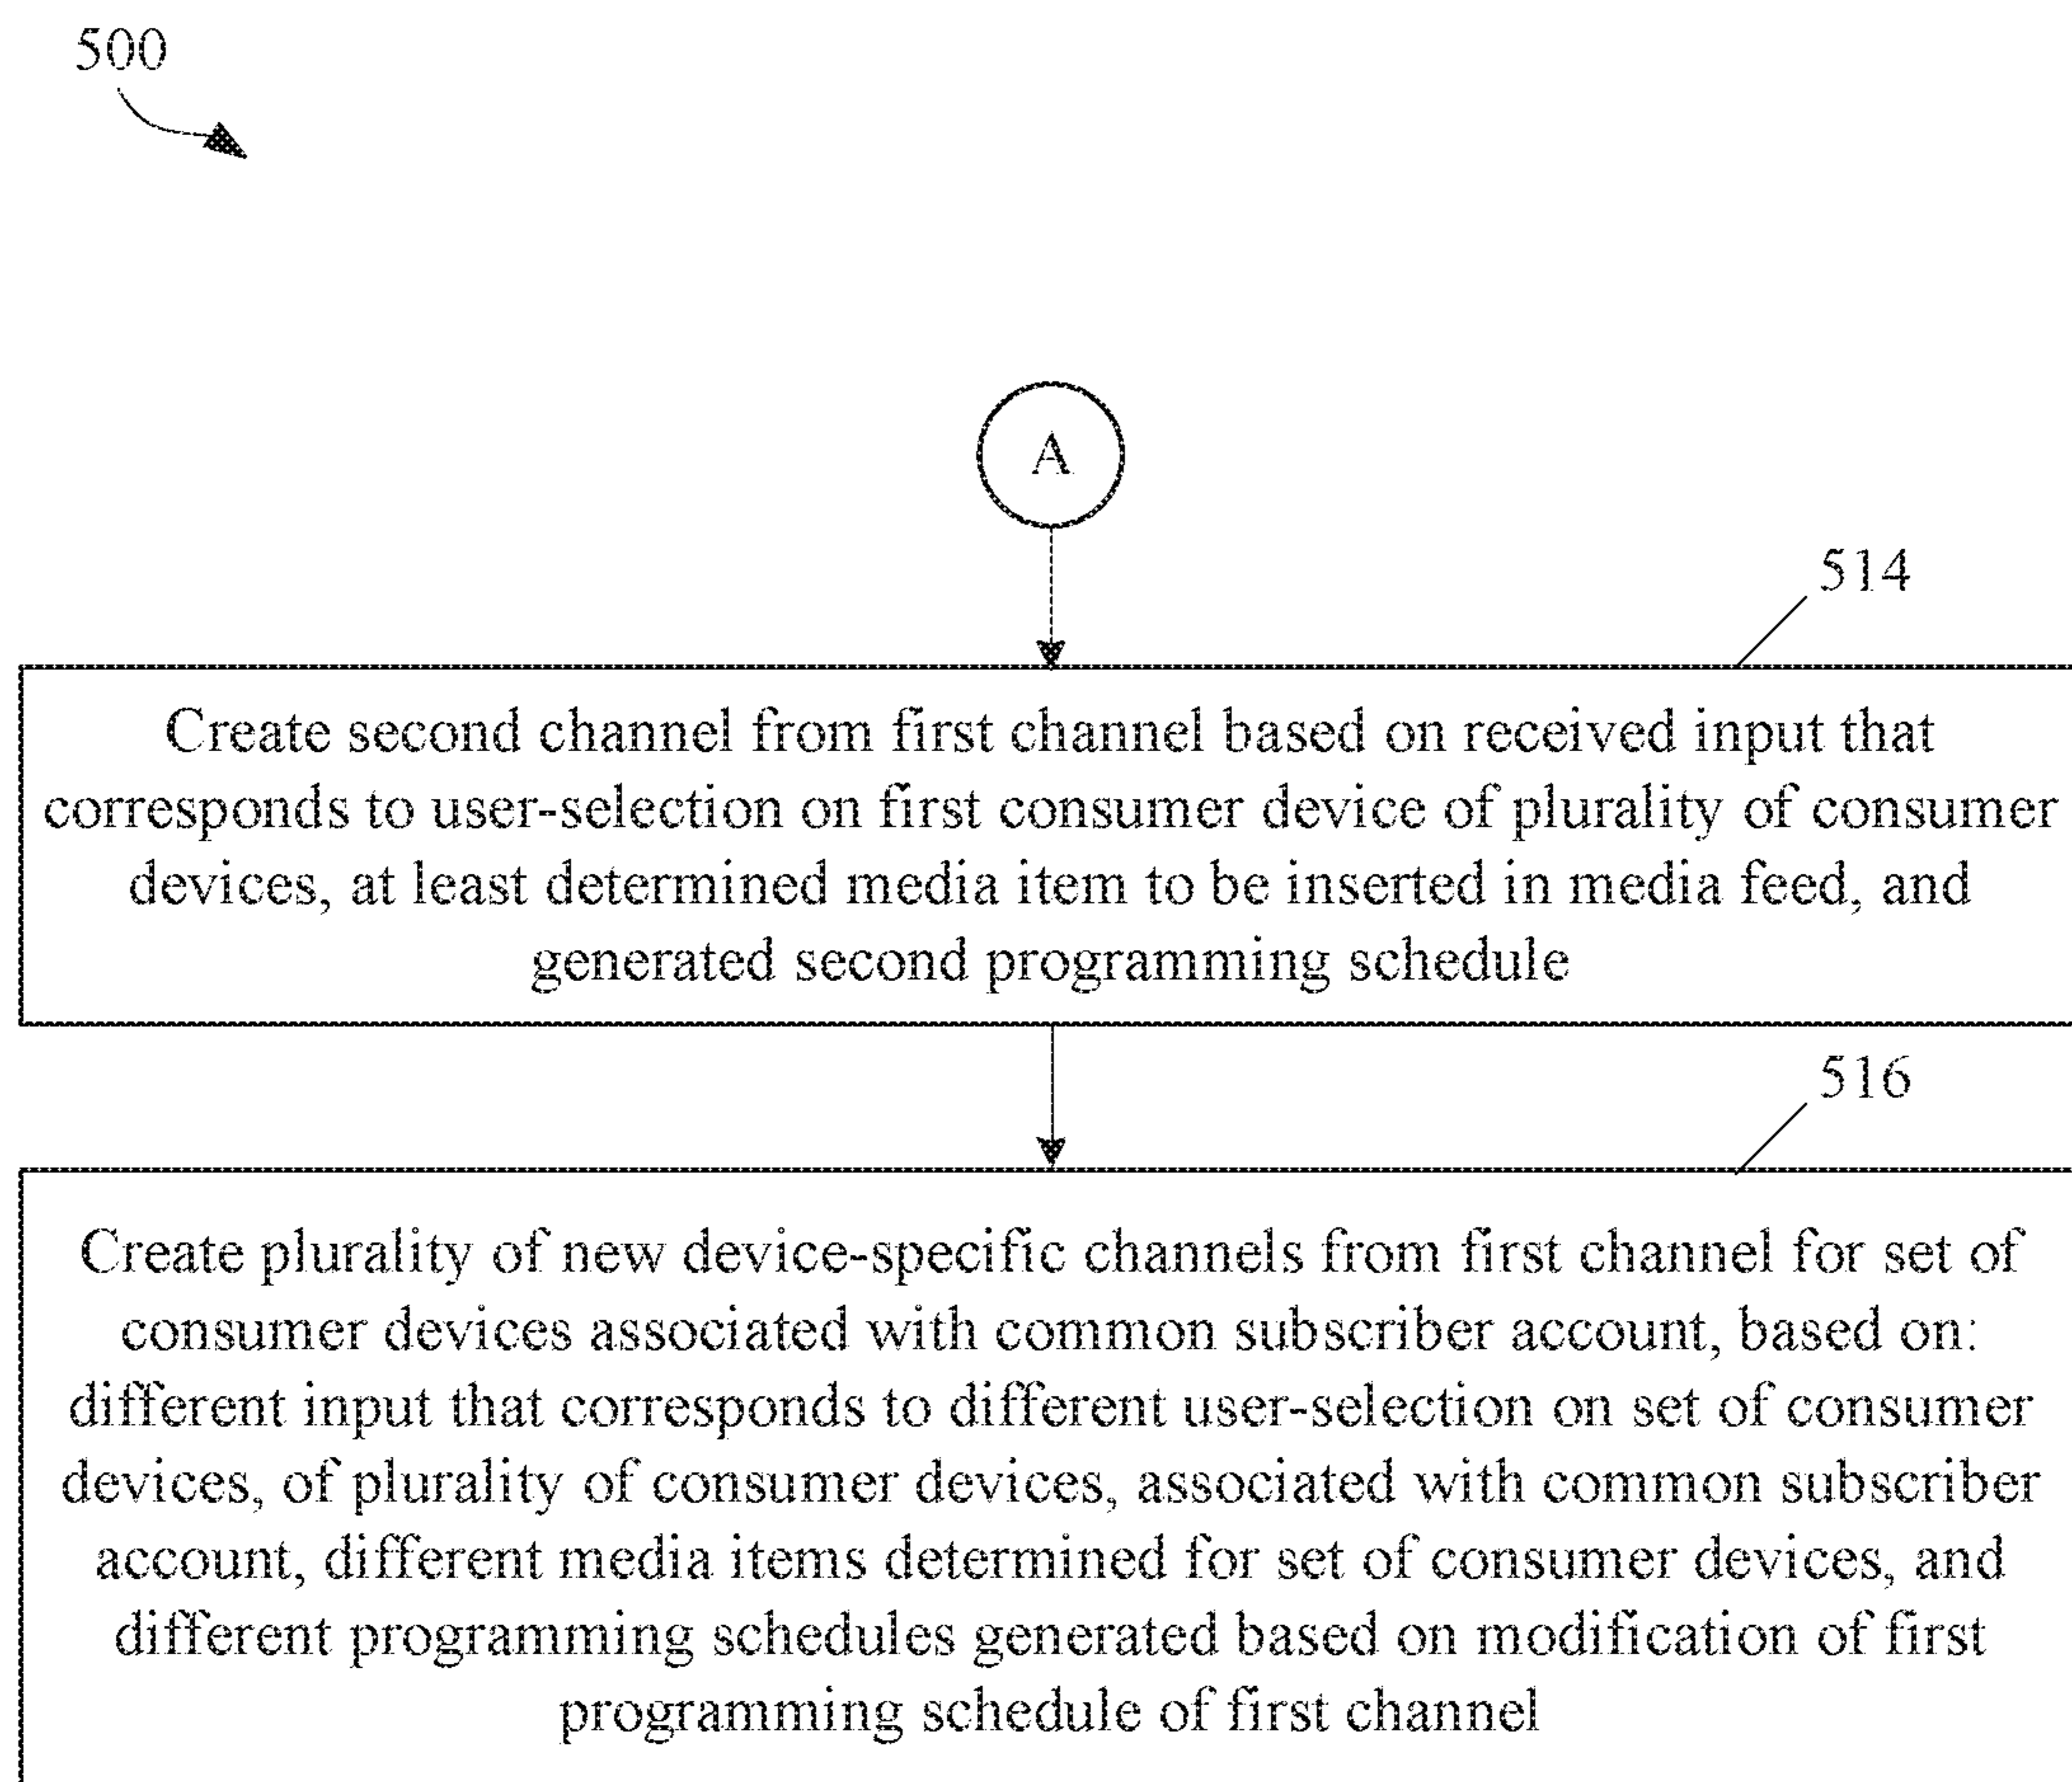 500
A
514
Create second channel from first channel based on received input that
corresponds to user-selection on first consumer device of plurality of consumer
devices, at least determined media item to be inserted in media feed, and
generated second programming schedule
516
Create plurality of new device-specific channels from first channel for set of
consumer devices associated with common subscriber account, based on:
different input that corresponds to different user-selection on set of consumer
devices, of plurality of consumer devices, associated with common subscriber
account, different media items determined for set of consumer devices, and
different programming schedules generated based on modification of first
programming schedule of first channel